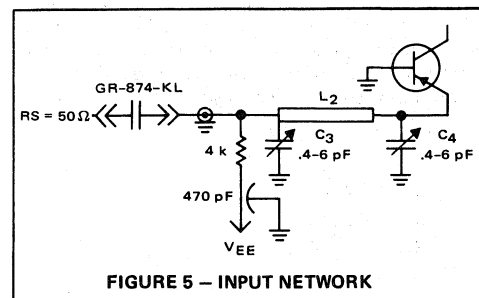 GR-874-KL
RS = 50Ω
L2
C3
.4-6 pF
C4
.4-6 pF
4 k
470 pF
VEE
FIGURE 5 – INPUT NETWORK